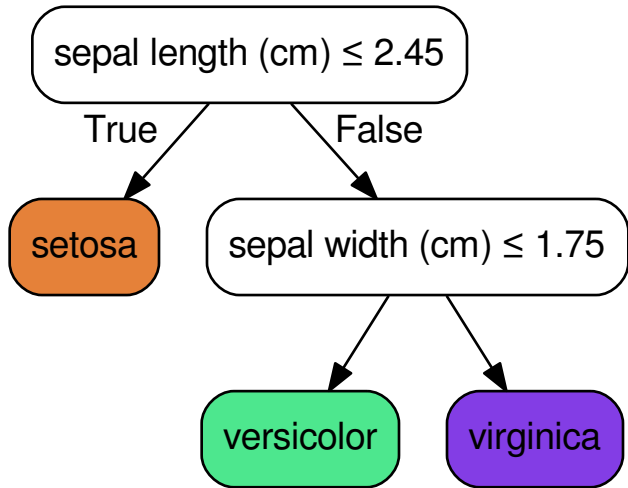 sepal length (cm) ≤ 2.45
True
False
setosa
sepal width (cm) ≤ 1.75
versicolor
virginica